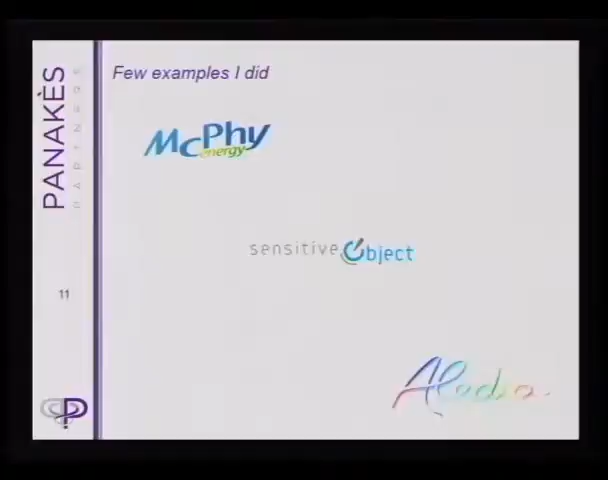 Few examples I did
PANAKÈS
PARTNERS
McPhy
energy
sensitive Object
11
Aledia